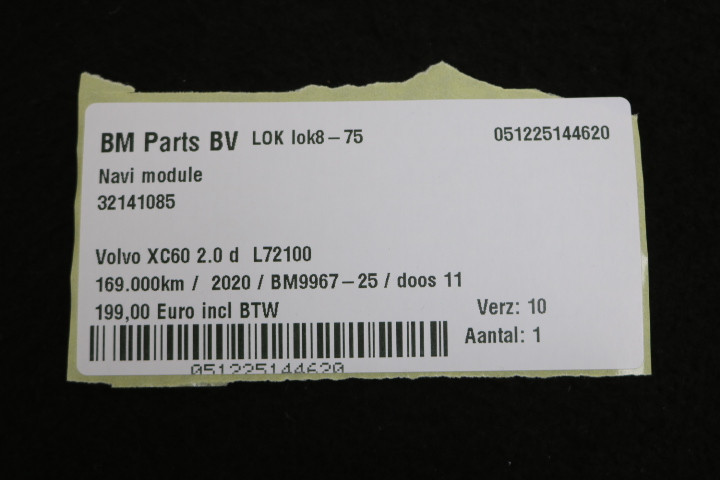 BM Parts BV LOK lok8-75 051225144620
Navi module
32141085
Volvo XC60 2.0 d L72100
169.000km / 2020 / BM9967-25 / doos 11
199,00 Euro incl BTW Verz: 10
Aantal: 1
051225144620